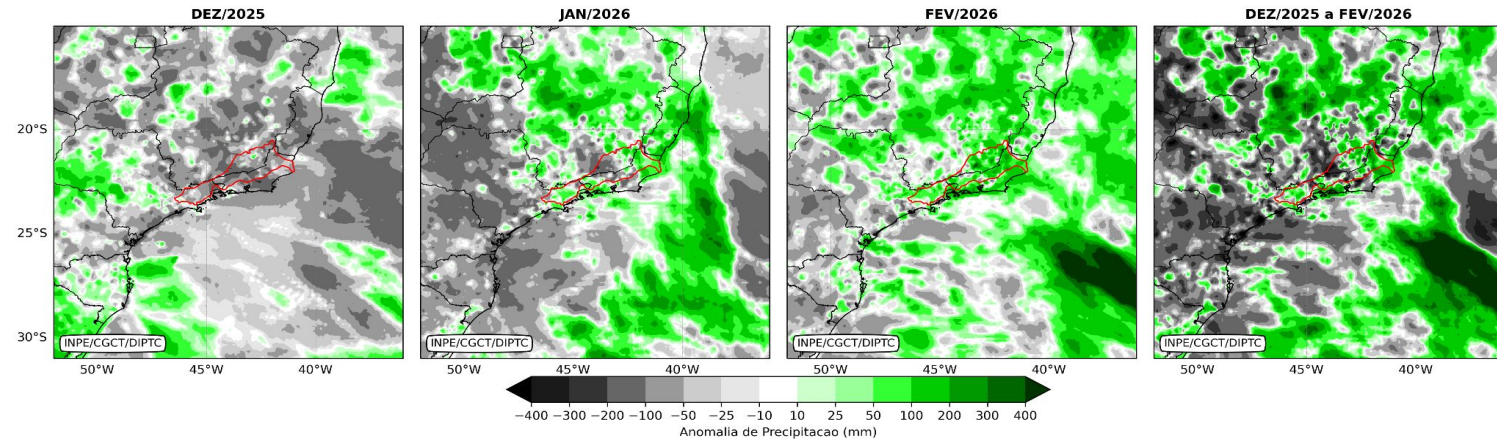 DEZ/2025 JAN/2026 FEV/2026 DEZ/2025 a FEV/2026
20°S
25°S
30°S
INPE/CGCT/DIPTC INPE/CGCT/DIPTC INPE/CGCT/DIPTC INPE/CGCT/DIPTC
50°W 45°W 40°W 50°W 45°W 40°W 50°W 45°W 40°W 50°W 45°W 40°W
−400 −300 −200 −100 −50 −25 −10 10 25 50 100 200 300 400
Anomalia de Precipitacao (mm)